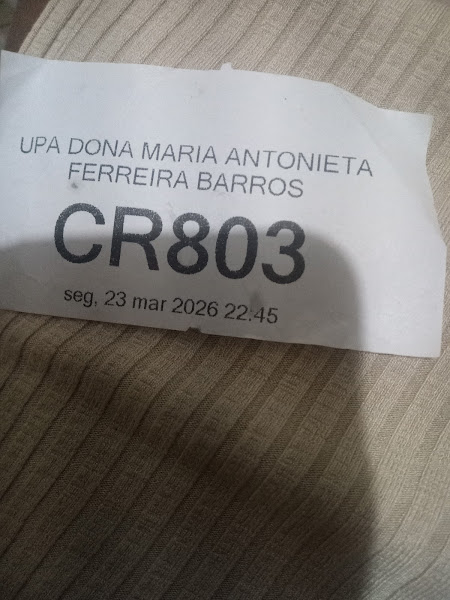 UPA DONA MARIA ANTONIETA
FERREIRA BARROS
CR803
seg, 23 mar 2026 22:45